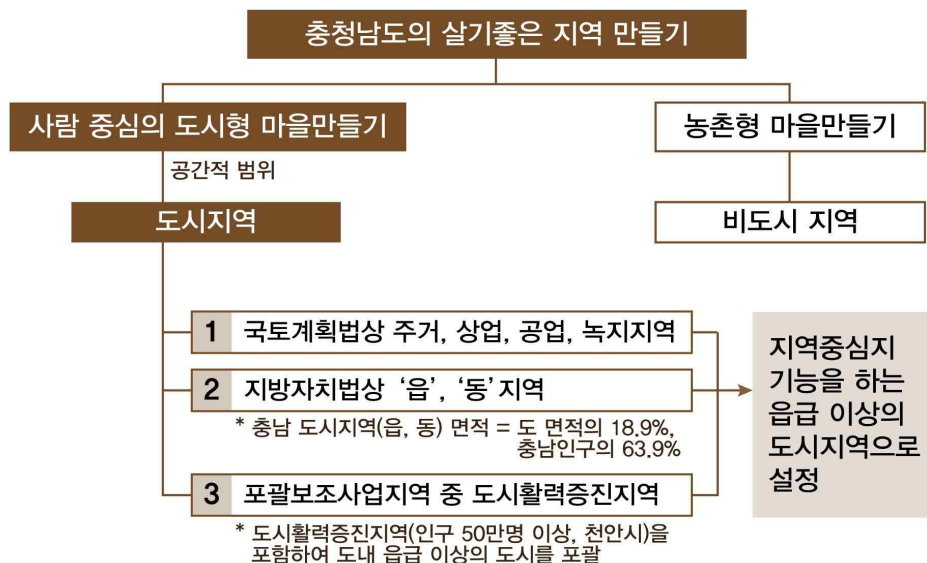 충청남도의 살기좋은 지역 만들기
사람 중심의 도시형 마을만들기
농촌형 마을만들기
공간적 범위
도시지역
비도시 지역
1 국토계획법상 주거, 상업, 공업, 녹지지역
2 지방자치법상 ‘읍’, ‘동’지역
* 충남 도시지역(읍, 동) 면적 = 도 면적의 18.9%,
충남인구의 63.9%
3 포괄보조사업지역 중 도시활력증진지역
* 도시활력증진지역(인구 50만명 이상, 천안시)을
포함하여 도내 읍급 이상의 도시를 포괄
지역중심지
기능을 하는
읍급 이상의
도시지역으로
설정